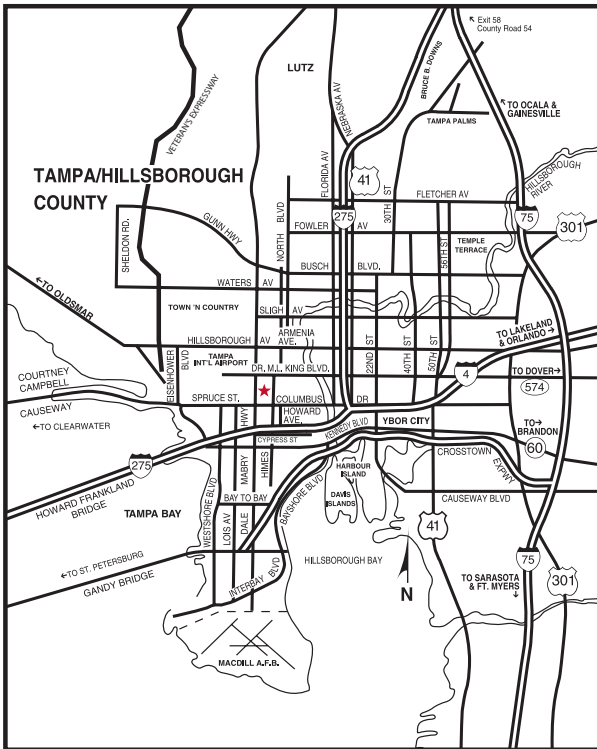 Exit 58
County Road 54
LUTZ
BRUCE B. DOWNS
NEBRASKA AV
VETERAN'S EXPRESSWAY
TO OCALA &
GAINESVILLE
TAMPA PALMS
TAMPA/HILLSBOROUGH
COUNTY
FLORIDA AV
41
HILLSBOROUGH
RIVER
30TH ST
FLETCHER AV
SHELDON RD.
GUNN HWY
NORTH BLVD
275
75
301
FOWLER AV
56TH ST
TEMPLE
TERRACE
BUSCH BLVD.
WATERS AV
TO OLDSMAR
TOWN 'N COUNTRY
SLIGH AV
ARMENIA
AVE.
HILLSBOROUGH AV
22ND ST
40TH ST
50TH ST
TO LAKELAND
& ORLANDO
EISENHOWER
BLVD
TAMPA
INT'L AIRPORT
DR. M.L. KING BLVD.
4
TO DOVER
574
COURTNEY
CAMPBELL
CAUSEWAY
SPRUCE ST.
COLUMBUS DR
HOWARD
AVE.
YBOR CITY
TO
BRANDON
60
TO CLEARWATER
KENNEDY BLVD
CYPRESS ST
CROSSTOWN
EXPWY
275
HOWARD FRANKLAND
BRIDGE
DALE MABRY HWY
HIMES
HARBOUR
ISLAND
TAMPA BAY
WESTSHORE BLVD
LOIS AV
BAY TO BAY
BAYSHORE BLVD
DAVIS
ISLANDS
CAUSEWAY BLVD
41
TO ST. PETERSBURG
GANDY BRIDGE
HILLSBOROUGH BAY
75
INTERBAY BLVD
N
TO SARASOTA
& FT. MYERS
301
MACDILL A.F.B.